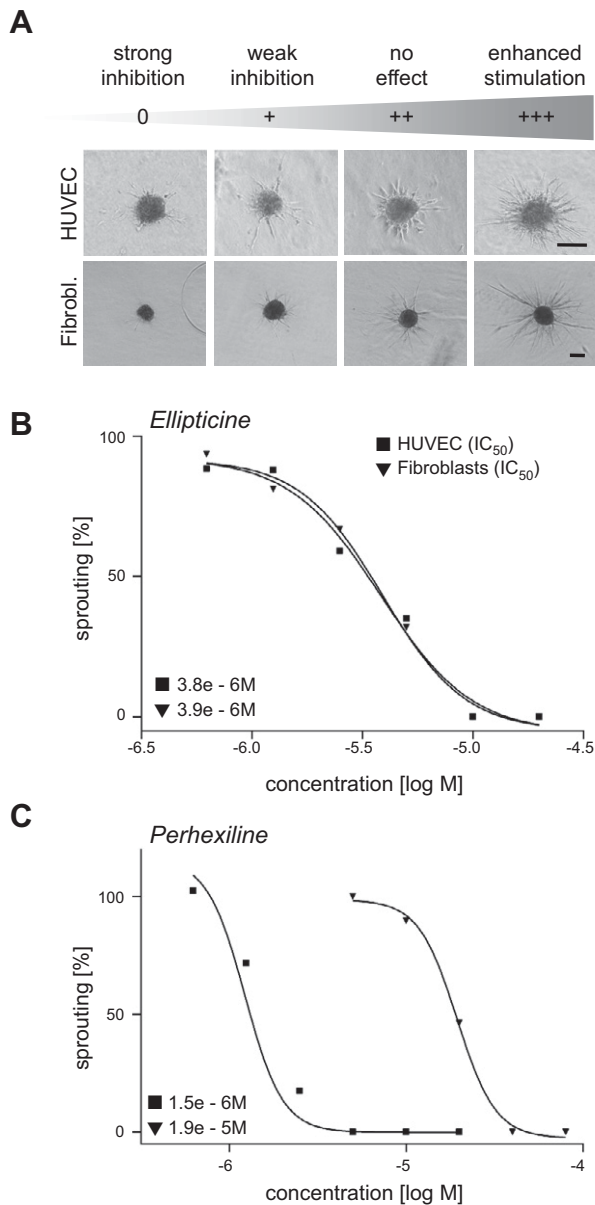 A
strong inhibition
weak inhibition
no effect
enhanced stimulation
0 + ++ +++
HUVEC
Fibrobl.
B
Ellipticine
HUVEC (IC50)
Fibroblasts (IC50)
100
50
0
sprouting [%]
3.8e - 6M
3.9e - 6M
-6.5 -6.0 -5.5 -5.0 -4.5
concentration [log M]
C
Perhexiline
100
50
0
sprouting [%]
1.5e - 6M
1.9e - 5M
-6 -5 -4
concentration [log M]